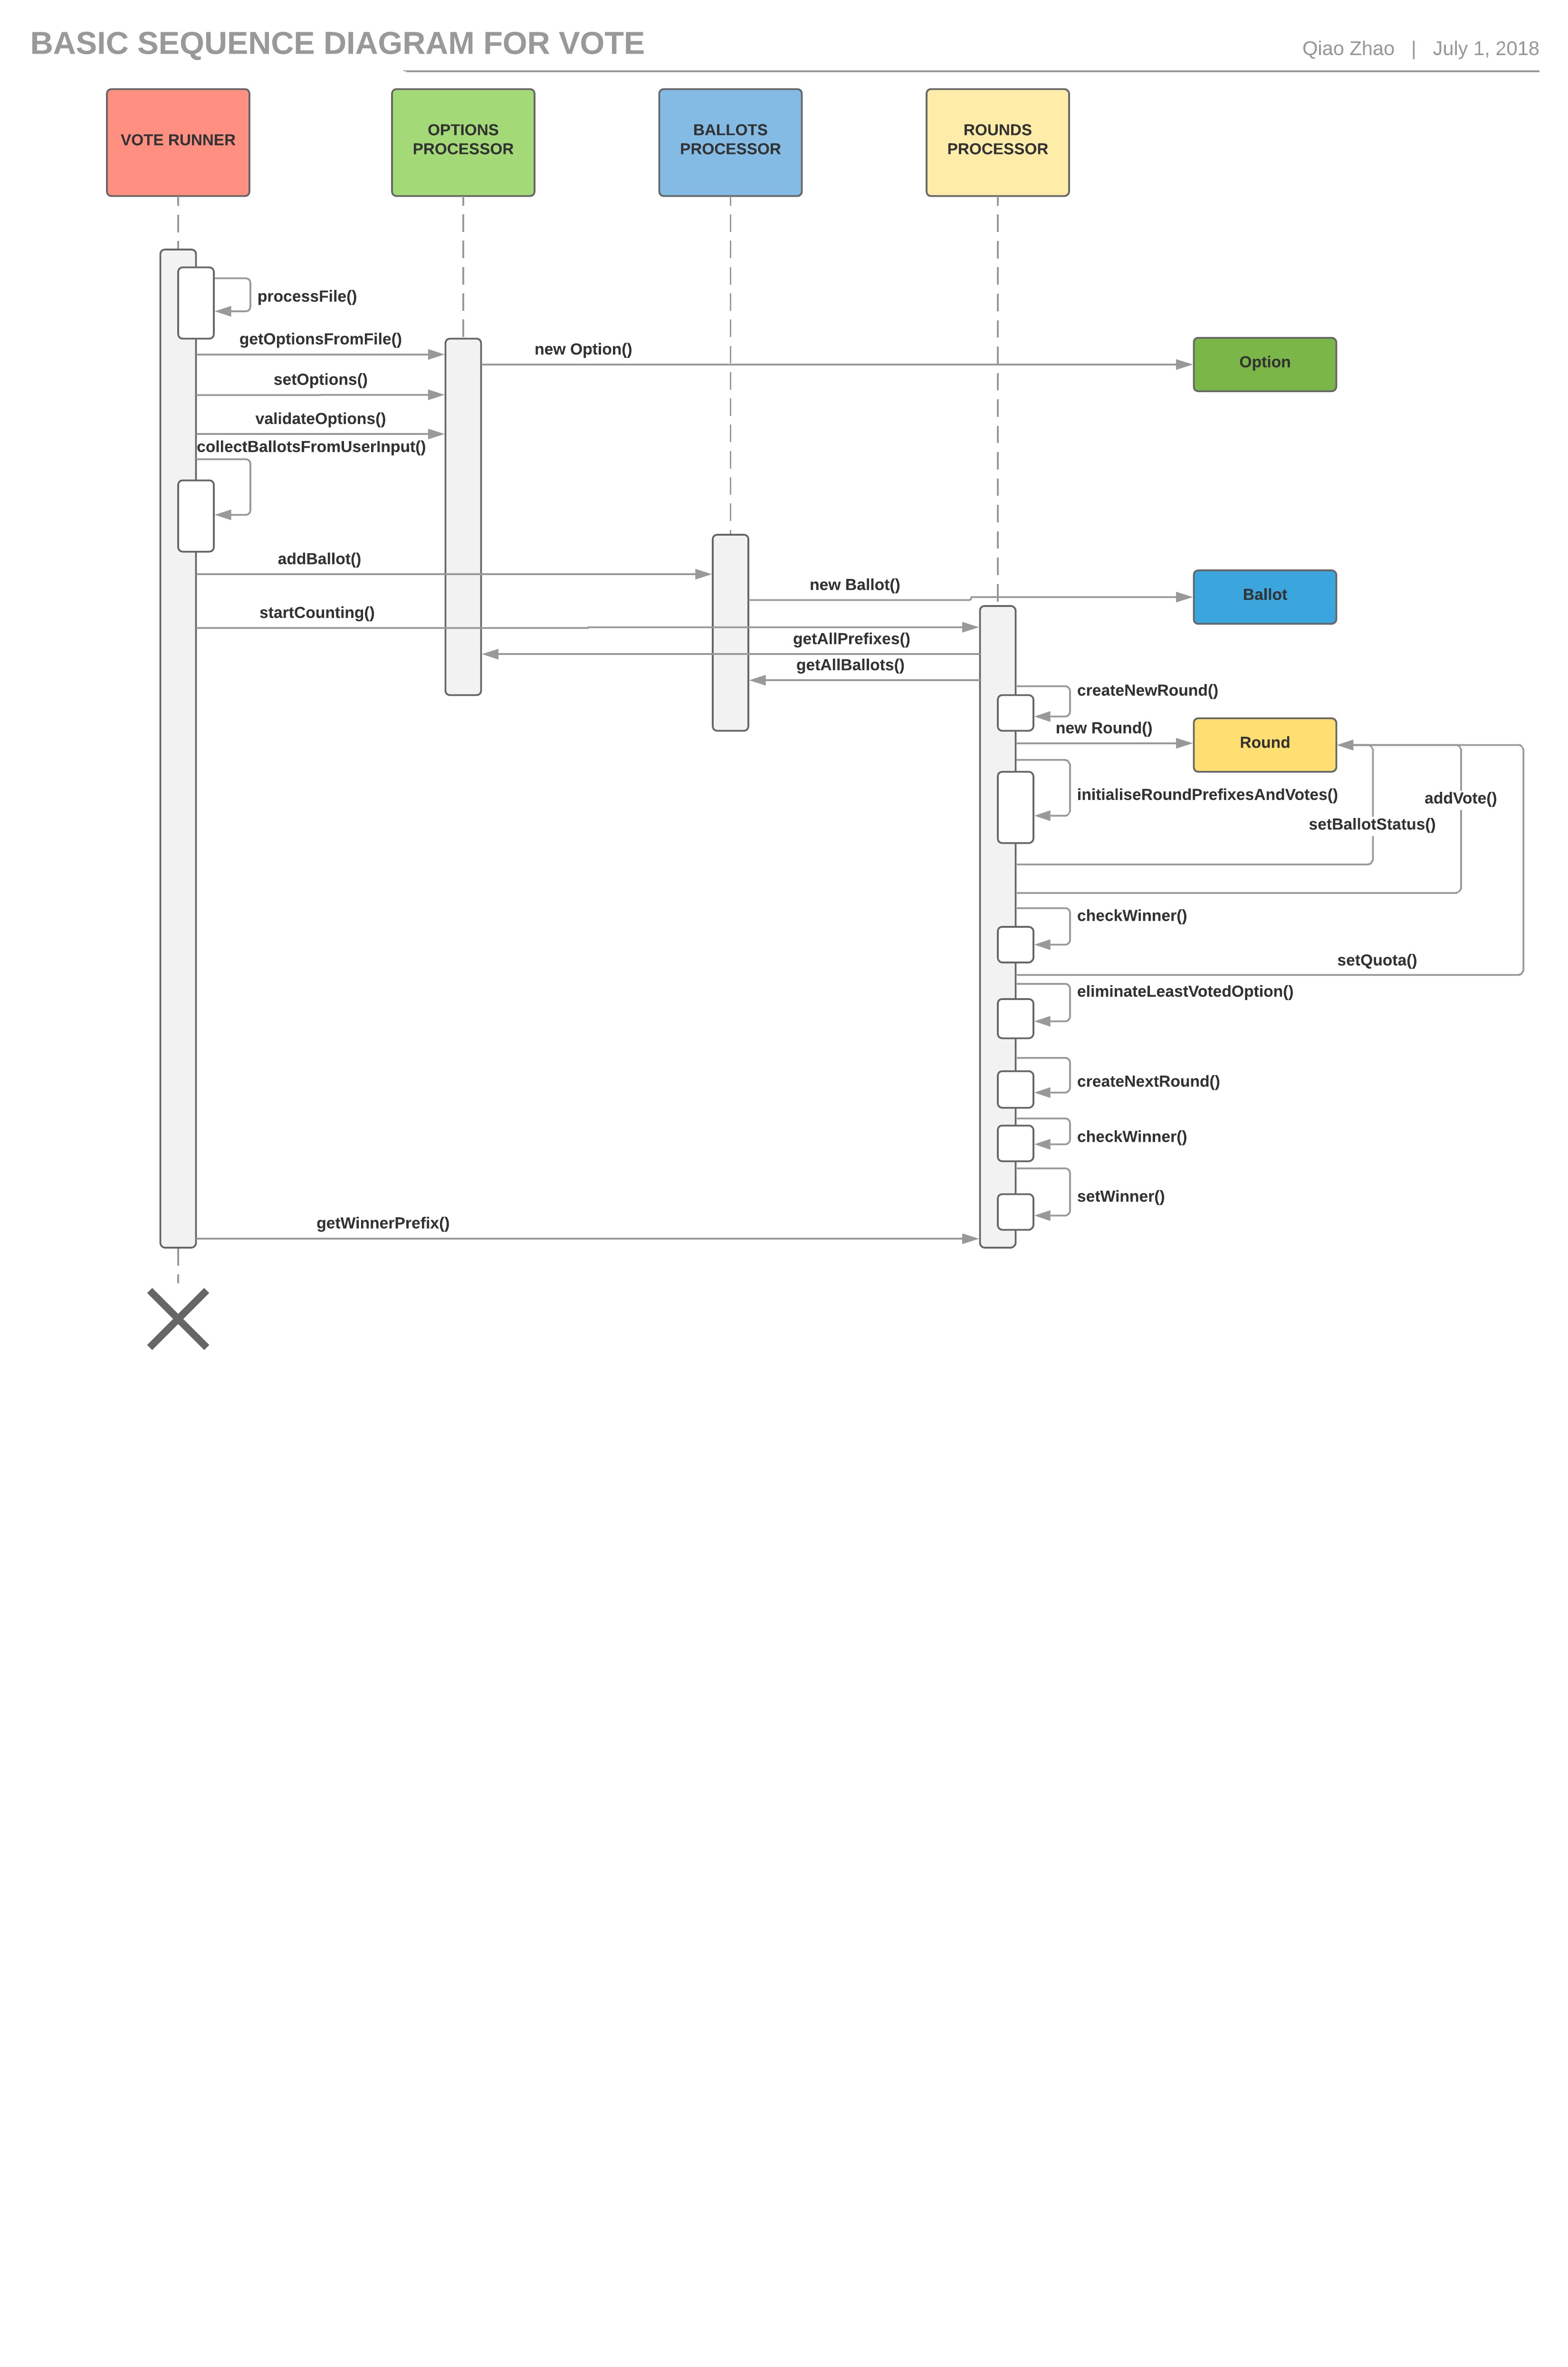 BASIC SEQUENCE DIAGRAM FOR VOTE
Qiao Zhao | July 1, 2018
VOTE RUNNER
OPTIONS
PROCESSOR
BALLOTS
PROCESSOR
ROUNDS
PROCESSOR
processFile()
getOptionsFromFile()
new Option()
Option
setOptions()
validateOptions()
collectBallotsFromUserInput()
addBallot()
new Ballot()
Ballot
startCounting()
getAllPrefixes()
getAllBallots()
createNewRound()
new Round()
Round
initialiseRoundPrefixesAndVotes()
addVote()
setBallotStatus()
checkWinner()
setQuota()
eliminateLeastVotedOption()
createNextRound()
checkWinner()
setWinner()
getWinnerPrefix()